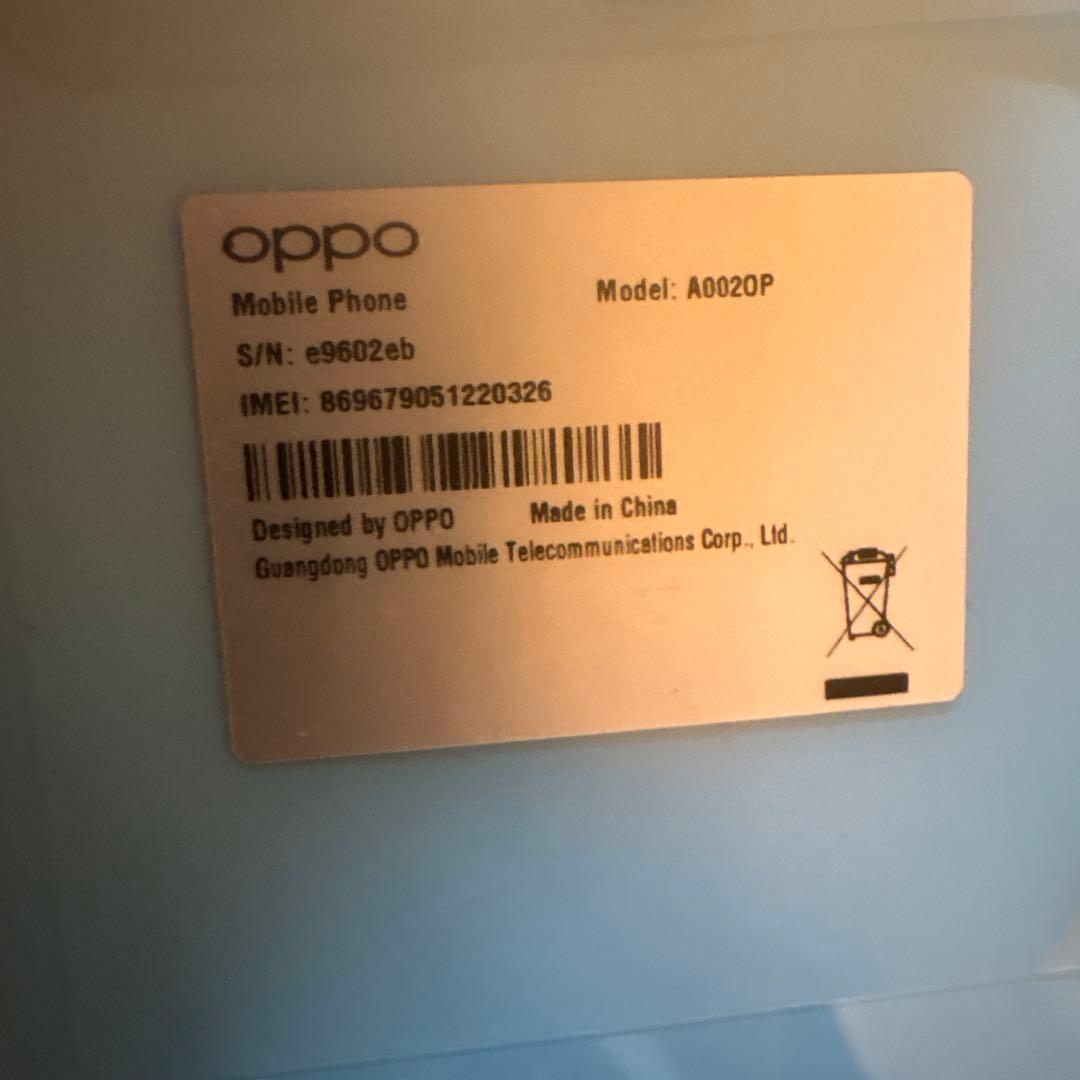 oppo
Mobile Phone Model: A002OP
S/N: e9602eb
IMEI: 869679051220326
Designed by OPPO Made in China
Guangdong OPPO Mobile Telecommunications Corp., Ltd.